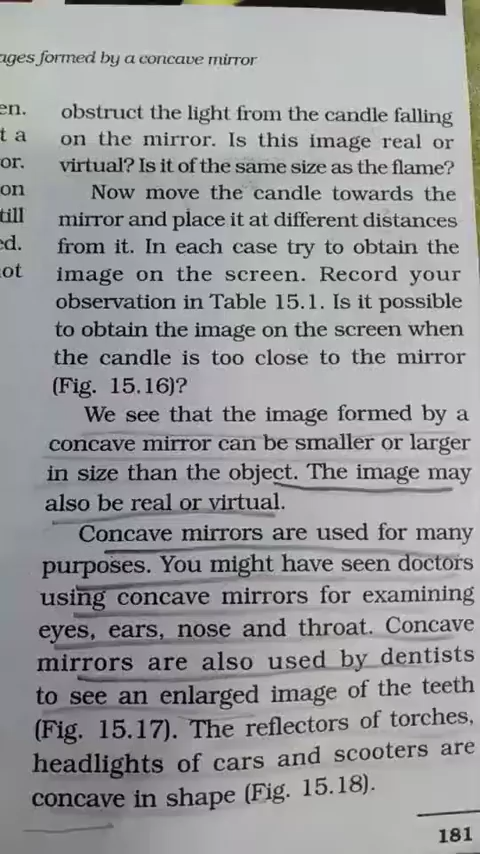 ages formed by a concave mirror
en.
t a
or.
on
till
ed.
ot
obstruct the light from the candle falling
on the mirror. Is this image real or
virtual? Is it of the same size as the flame?
Now move the candle towards the
mirror and place it at different distances
from it. In each case try to obtain the
image on the screen. Record your
observation in Table 15.1. Is it possible
to obtain the image on the screen when
the candle is too close to the mirror
(Fig. 15.16)?
We see that the image formed by a
concave mirror can be smaller or larger
in size than the object. The image may
also be real or virtual.
Concave mirrors are used for many
purposes. You might have seen doctors
using concave mirrors for examining
eyes, ears, nose and throat. Concave
mirrors are also used by dentists
to see an enlarged image of the teeth
(Fig. 15.17). The reflectors of torches,
headlights of cars and scooters are
concave in shape (Fig. 15.18).
181